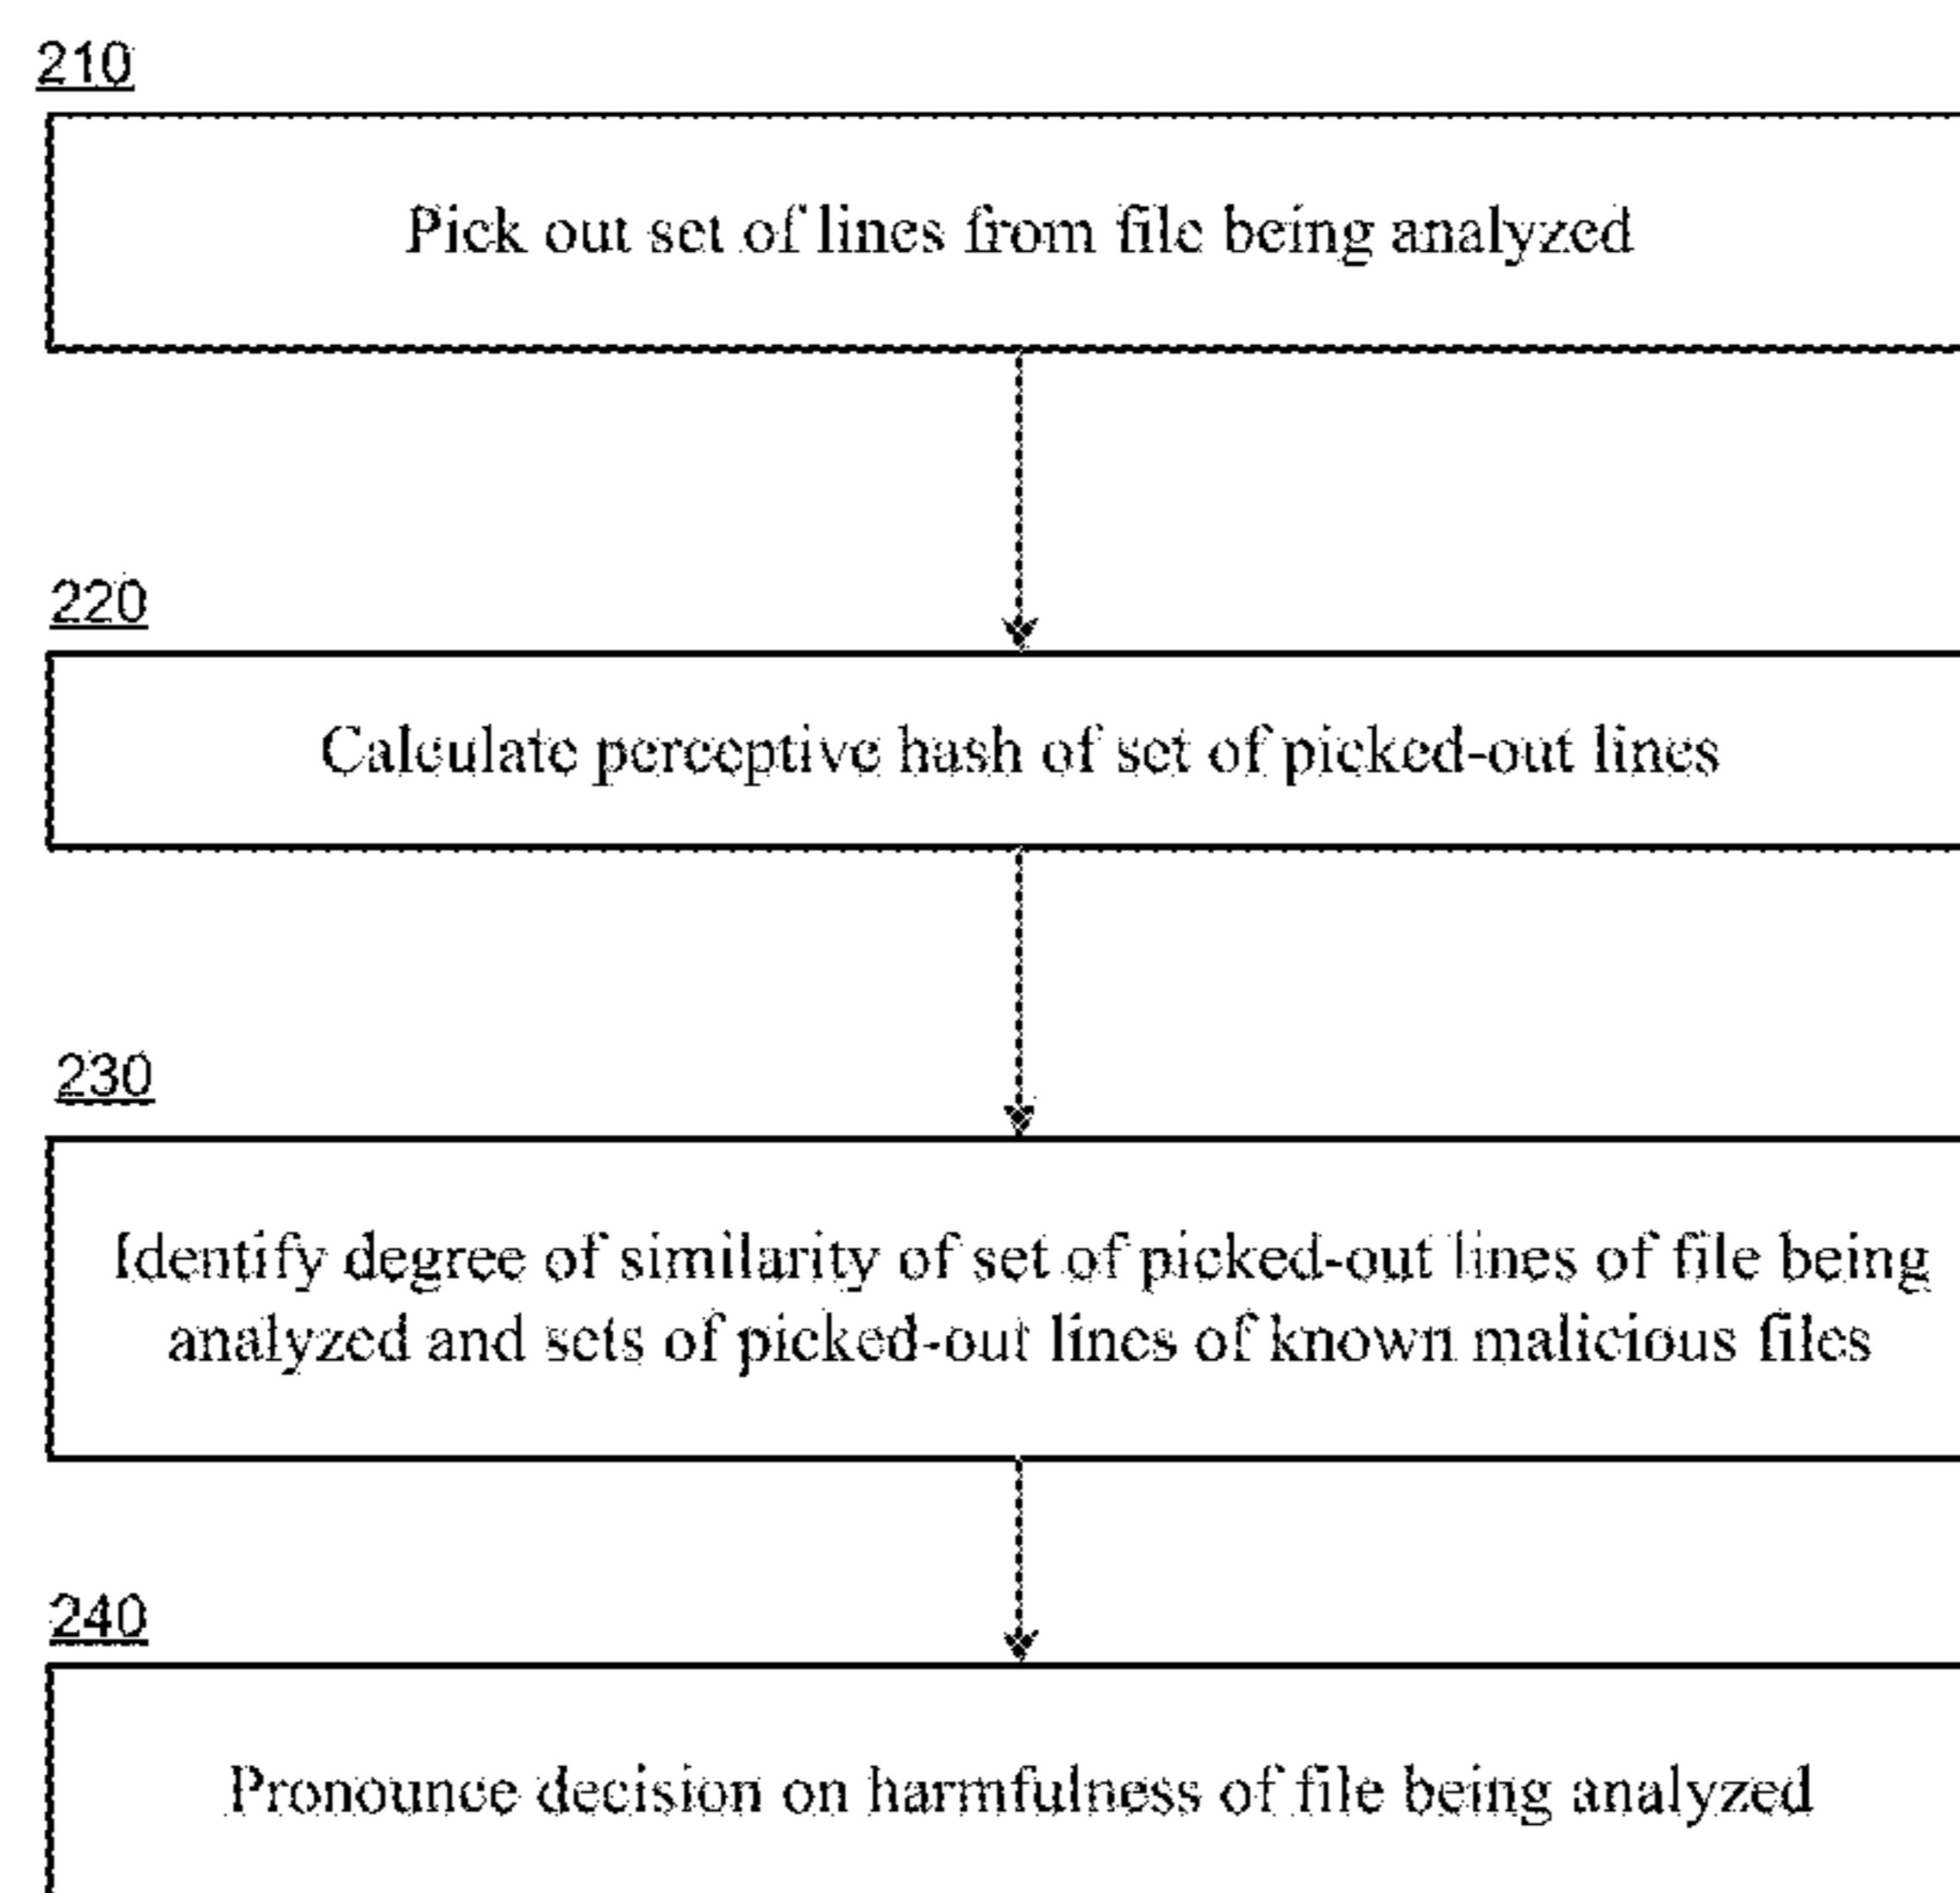 210
Pick out set of lines from file being analyzed
220
Calculate perceptive hash of set of picked-out lines
230
Identify degree of similarity of set of picked-out lines of file being
analyzed and sets of picked-out lines of known malicious files
240
Pronounce decision on harmfulness of file being analyzed